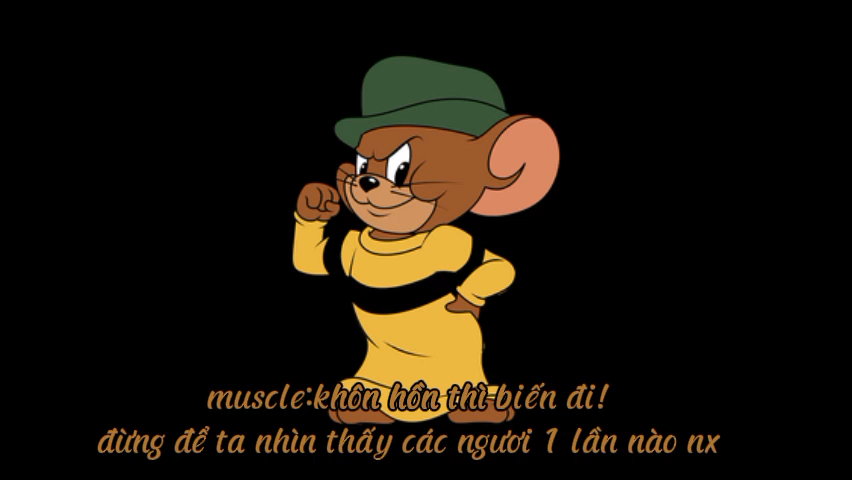 muscle:khôn hồn thì biến đi!
đừng để ta nhìn thấy các ngươi 1 lần nào nx